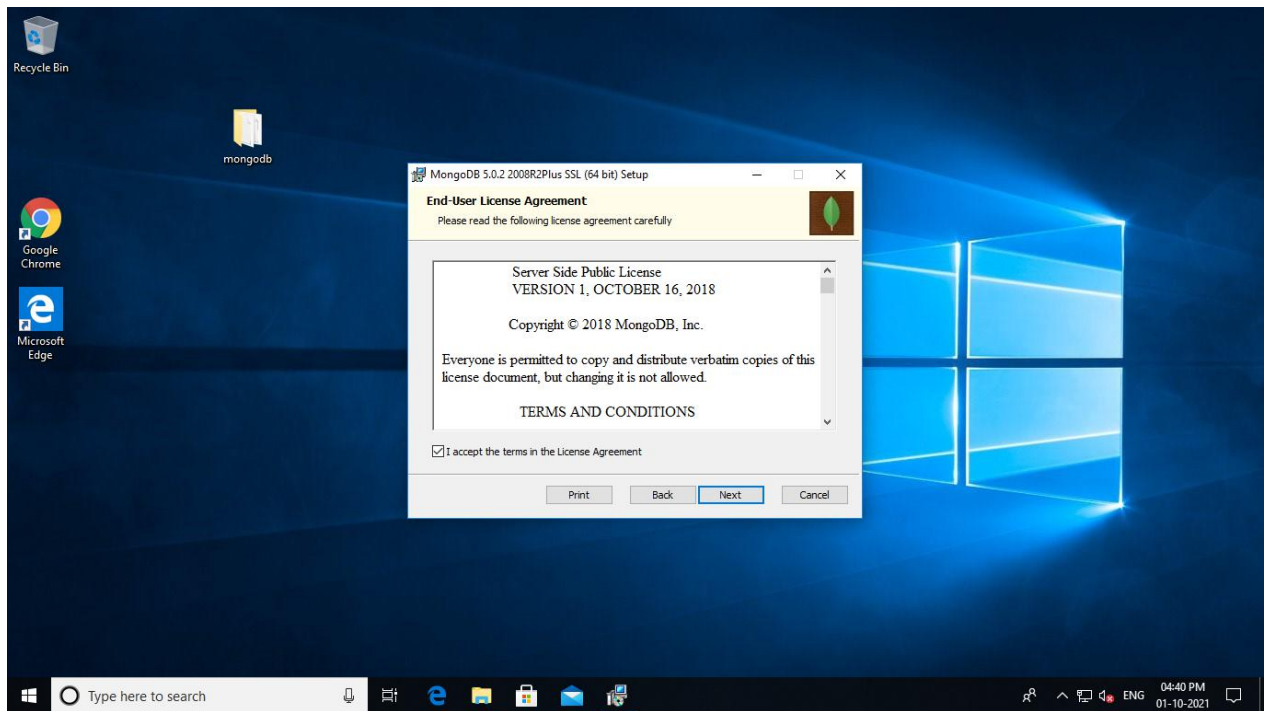 Recycle Bin
mongodb
Google
Chrome
Microsoft
Edge
MongoDB 5.0.2 2008R2Plus SSL (64 bit) Setup
End-User License Agreement
Please read the following license agreement carefully
Server Side Public License
VERSION 1, OCTOBER 16, 2018
Copyright © 2018 MongoDB, Inc.
Everyone is permitted to copy and distribute verbatim copies of this
license document, but changing it is not allowed.
TERMS AND CONDITIONS
I accept the terms in the License Agreement
Print Back Next Cancel
Type here to search
ENG
04:40 PM
01-10-2021